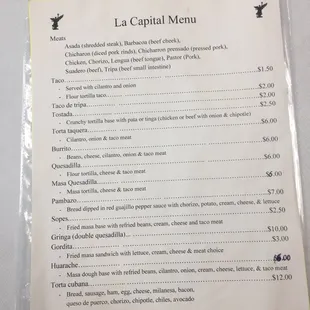 La Capital Menu
Meats
Asada (shredded steak), Barbacoa (beef cheek),
Chicharon (diced pork rinds), Chicharron prensado (pressed pork),
Chicken, Chorizo, Lengua (beef tongue), Pastor (Pork),
Suadero (beef), Tripa (beef small intestine)
Taco $1.50
- Served with cilantro and onion
- Flour tortilla taco $2.00
Taco de tripa $2.00
Tostada $2.50
- Crunchy tortilla base with pata or tinga (chicken or beef with onion & chipotle)
Torta taquera $6.00
- Cilantro, onion & taco meat
Burrito $6.00
- Beans, cheese, cilantro, onion & taco meat
Quesadilla $6.00
- Flour tortilla, cheese & taco meat
Masa Quesadilla $6.00
- Masa tortilla, cheese & taco meat
Pambazo $7.00
- Bread dipped in red guajillo pepper sauce with chorizo, potato, cream, cheese, & lettuce
Sopes $2.50
- Fried masa base with refried beans, cream, cheese and taco meat
Gringa (double quesadilla) $10.00
Gordita $3.00
- Fried masa sandwich with lettuce, cream, cheese & meat choice
Huarache $6.00
- Masa dough base with refried beans, cilantro, onion, cream, cheese, lettuce, & taco meat
Torta cubana $12.00
- Bread, sausage, ham, egg, cheese, milanesa, bacon,
queso de puerco, chorizo, chipotle, chiles, avocado